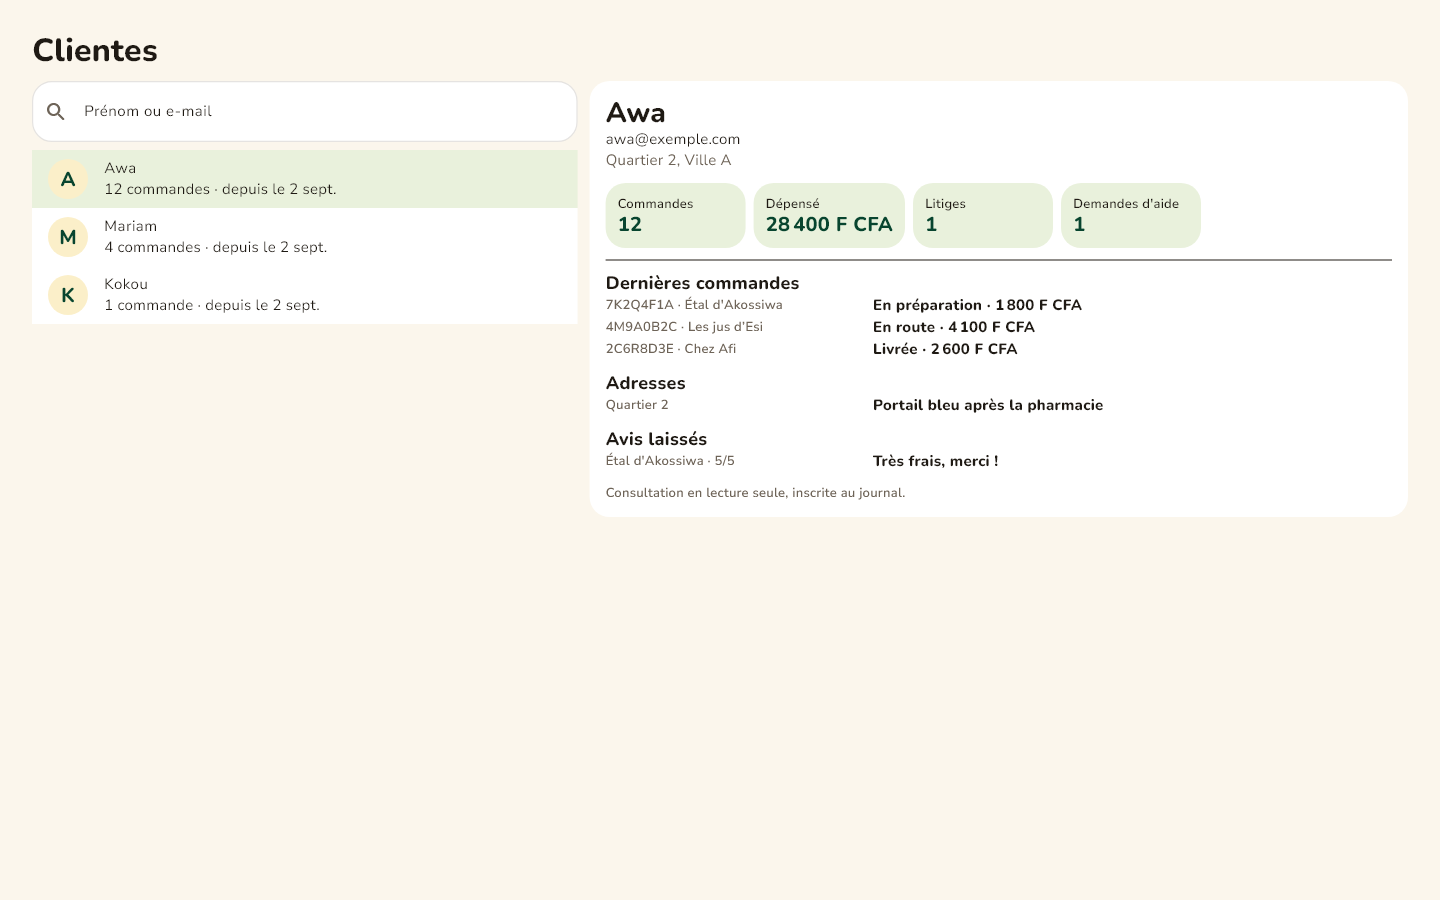 Clientes
Prénom ou e-mail
A
Awa
12 commandes · depuis le 2 sept.
M
Mariam
4 commandes · depuis le 2 sept.
K
Kokou
1 commande · depuis le 2 sept.
Awa
awa@exemple.com
Quartier 2, Ville A
Commandes
12
Dépensé
28 400 F CFA
Litiges
1
Demandes d'aide
1
Dernières commandes
7K2Q4F1A · Étal d'Akossiwa
En préparation · 1 800 F CFA
4M9A0B2C · Les jus d'Esi
En route · 4 100 F CFA
2C6R8D3E · Chez Afi
Livrée · 2 600 F CFA
Adresses
Quartier 2
Portail bleu après la pharmacie
Avis laissés
Étal d'Akossiwa · 5/5
Très frais, merci !
Consultation en lecture seule, inscrite au journal.